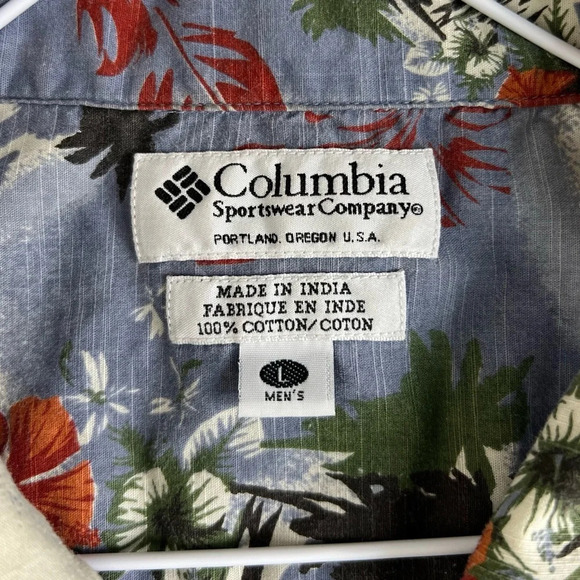 Columbia
Sportswear Company®
PORTLAND, OREGON U.S.A.
MADE IN INDIA
FABRIQUE EN INDE
100% COTTON/COTON
L
MEN'S